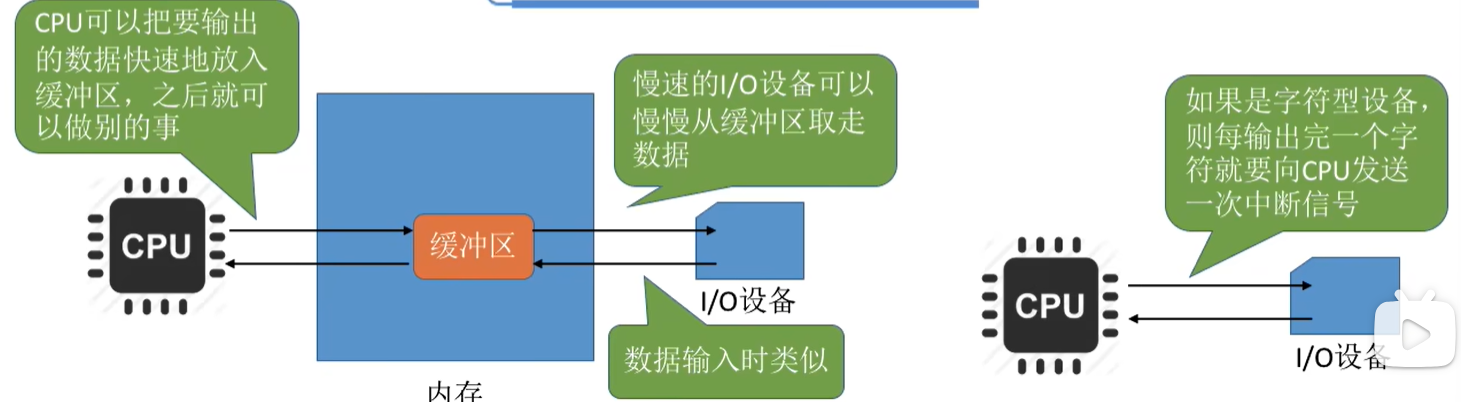 CPU可以把要输出
的数据快速地放入
缓冲区，之后就可
以做别的事
慢速的I/O设备可以
慢慢从缓冲区取走
数据
如果是字符型设备，
则每输出完一个字
符就要向CPU发送
一次中断信号
CPU
缓冲区
I/O设备
CPU
数据输入时类似
I/O设备
内存